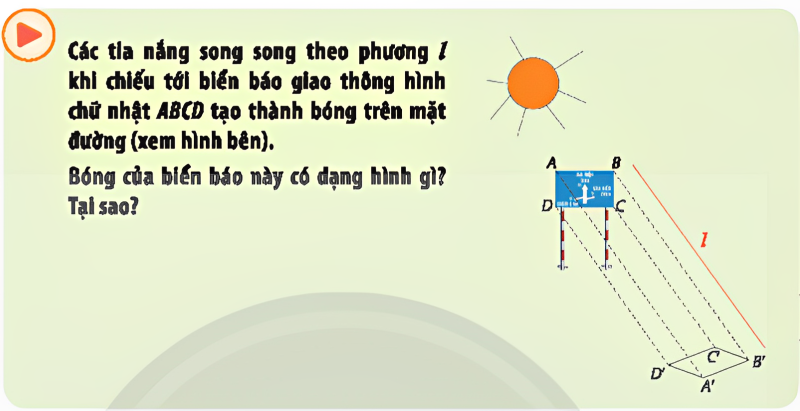 Các tia nắng song song theo phương l
khi chiếu tới biển báo giao thông hình
chữ nhật ABCD tạo thành bóng trên mặt
đường (xem hình bên).
Bóng của biển báo này có dạng hình gì?
Tại sao?
A B
D C
l
C'
B'
D'
A'